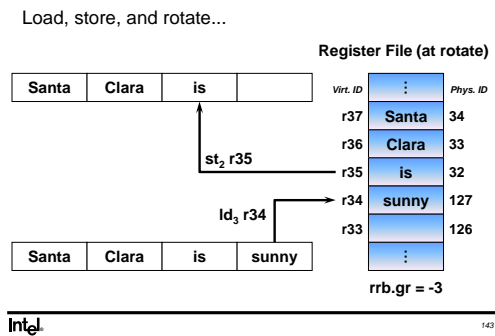 Load, store, and rotate...
Register File (at rotate)
Virt. ID Phys. ID
Santa Clara is
⋮
r37 Santa 34
r36 Clara 33
r35 is 32
st2 r35
r34 sunny 127
ld3 r34
r33 126
Santa Clara is sunny
⋮
rrb.gr = -3
Intel. 143